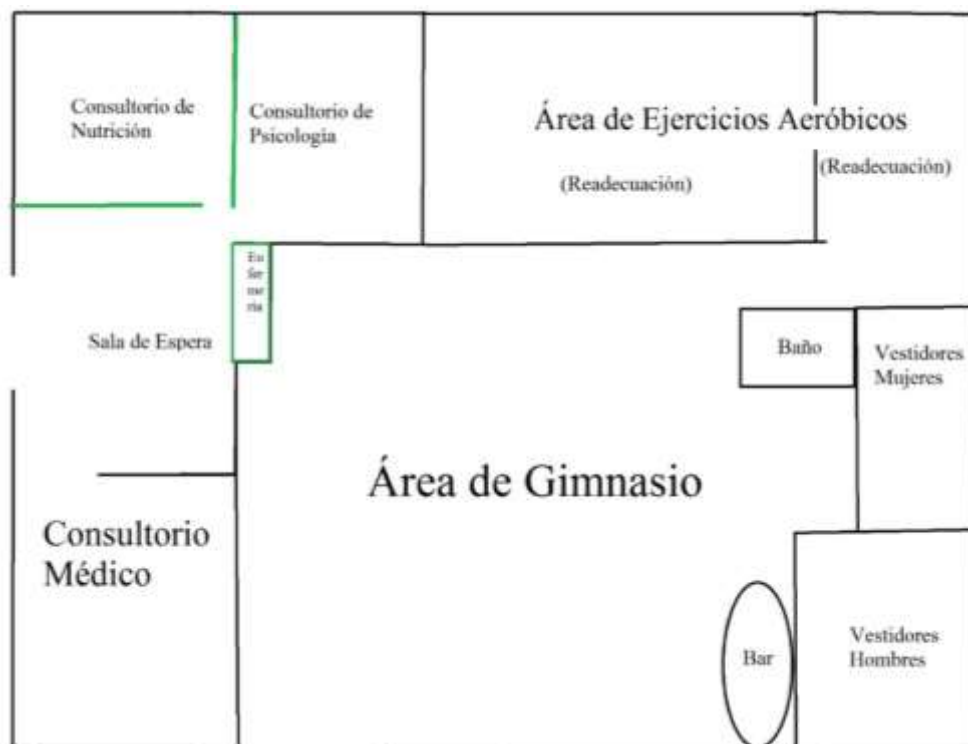 Consultorio de
Nutrición
Consultorio de
Psicología
Área de Ejercicios Aeróbicos
(Readecuación)
(Readecuación)
En
fer
me
ría
Sala de Espera
Baño
Vestidores
Mujeres
Área de Gimnasio
Consultorio
Médico
Bar
Vestidores
Hombres